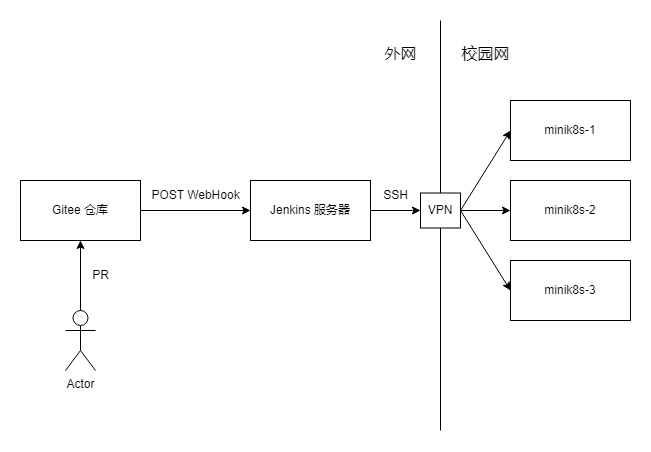 外网
校园网
minik8s-1
POST WebHook
SSH
Gitee 仓库
Jenkins 服务器
VPN
minik8s-2
PR
minik8s-3
Actor